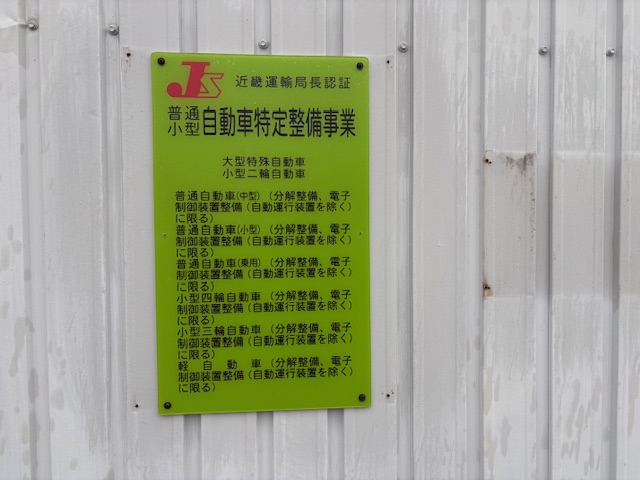 JS 近畿運輸局長認証
普通
小型 自動車特定整備事業
大型特殊自動車
小型二輪自動車
普通自動車(中型)(分解整備、電子
制御装置整備(自動運行装置を除く)
に限る)
普通自動車(小型)(分解整備、電子
制御装置整備(自動運行装置を除く)
に限る)
普通自動車(乗用)(分解整備、電子
制御装置整備(自動運行装置を除く)
に限る)
小型四輪自動車(分解整備、電子
制御装置整備(自動運行装置を除く)
に限る)
小型三輪自動車(分解整備、電子
制御装置整備(自動運行装置を除く)
に限る)
軽自動車(分解整備、電子
制御装置整備(自動運行装置を除く)
に限る)